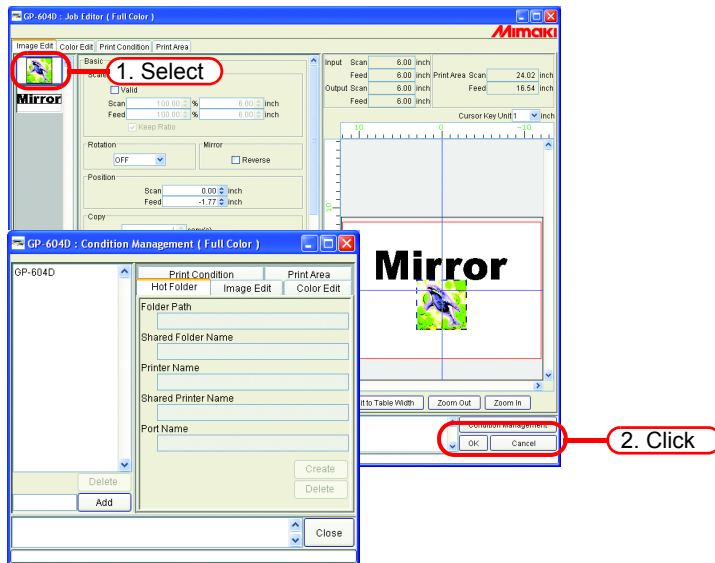 GP-604D : Job Editor ( Full Color )
Mimaki
Image Edit Color Edit Print Condition Print Area
1. Select
Mirror
Basic
Valid
Scan 100.00 % 6.00 inch
Feed 100.00 % 6.00 inch
Keep Ratio
Rotation
OFF
Mirror
Reverse
Position
Scan 0.00 inch
Feed -1.77 inch
Copy
Input Scan 6.00 inch
Feed 6.00 inch Print Area Scan 24.02 inch
Output Scan 6.00 inch Feed 16.54 inch
Feed 6.00 inch
Cursor Key Unit 1 inch
10 0 -10
0
10
Mirror
to Table Width Zoom Out Zoom In
Condition Management
OK Cancel
2. Click
GP-604D : Condition Management ( Full Color )
GP-604D
Print Condition Print Area
Hot Folder Image Edit Color Edit
Folder Path
Shared Folder Name
Printer Name
Shared Printer Name
Port Name
Create
Delete
Delete
Add
Close